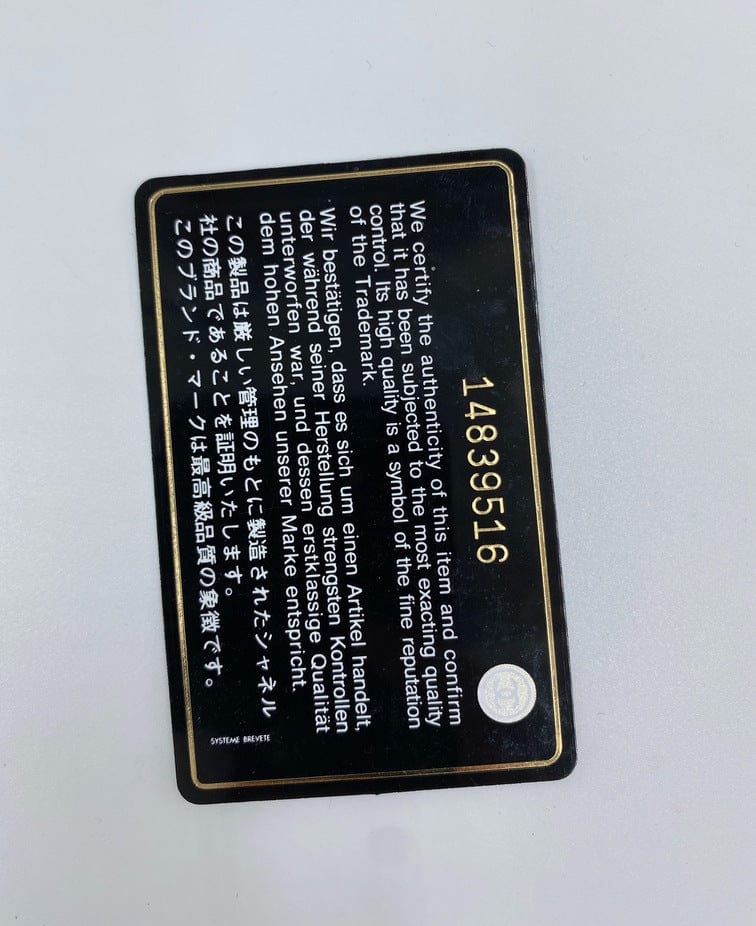 14839516
We certify the authenticity of this item and confirm
that it has been subjected to the most exacting quality
control. Its high quality is a symbol of the fine reputation
of the Trademark.
Wir bestätigen, dass es sich um einen Artikel handelt,
der während seiner Herstellung strengsten Kontrollen
unterworfen war, und dessen erstklassige Qualität
dem hohen Ansehen unserer Marke entspricht.
この製品は厳しい管理のもとに製造されたシャネル
社の商品であることを証明いたします。
このブランド・マークは最高級品質の象徴です。
SYSTEME BREVETE